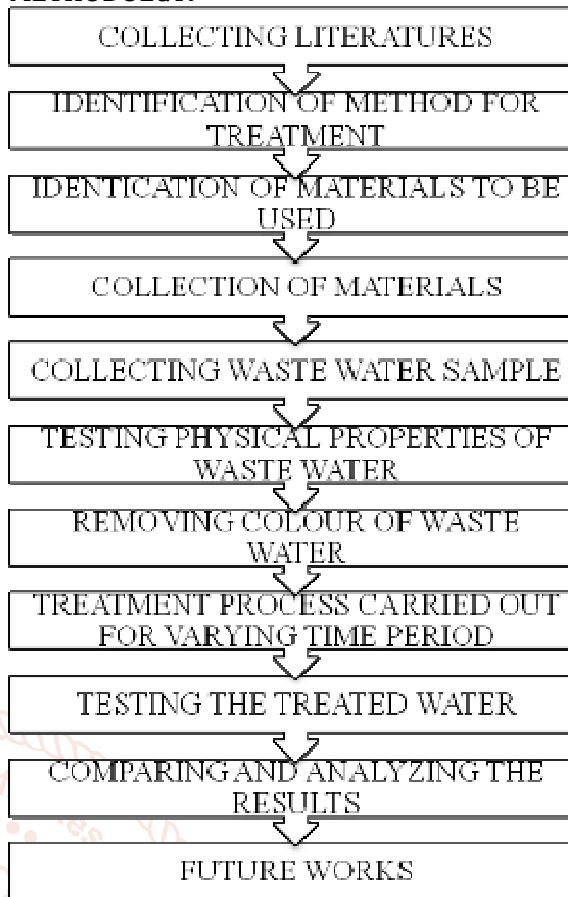 METHODOLOGY:
COLLECTING LITERATURES
IDENTIFICATION OF METHOD FOR
TREATMENT
IDENTICATION OF MATERIALS TO BE
USED
COLLECTION OF MATERIALS
COLLECTING WASTE WATER SAMPLE
TESTING PHYSICAL PROPERTIES OF
WASTE WATER
REMOVING COLOUR OF WASTE
WATER
TREATMENT PROCESS CARRIED OUT
FOR VARYING TIME PERIOD
TESTING THE TREATED WATER
COMPARING AND ANALYZING THE
RESULTS
FUTURE WORKS